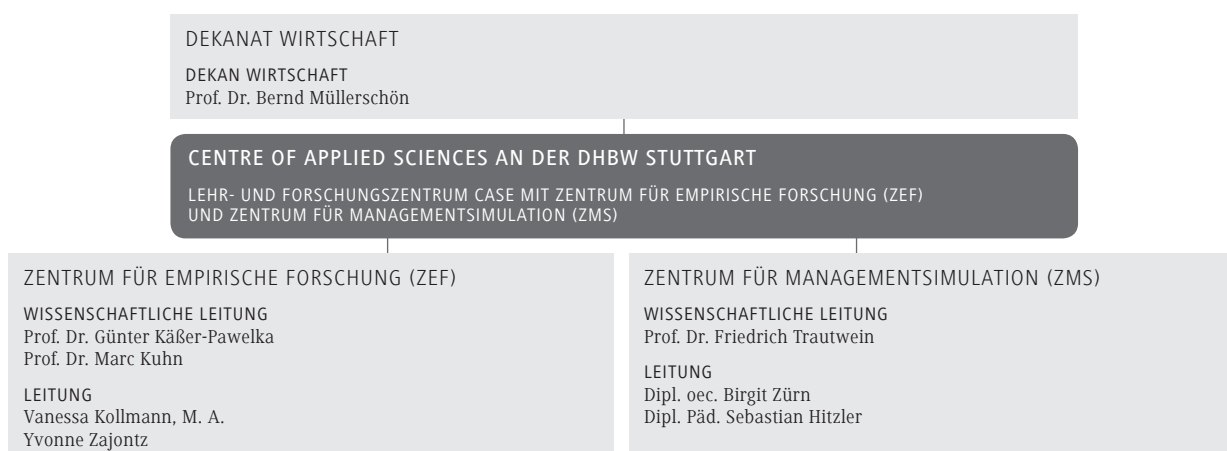 DEKANAT WIRTSCHAFT
DEKAN WIRTSCHAFT
Prof. Dr. Bernd Müllerschön
CENTRE OF APPLIED SCIENCES AN DER DHBW STUTTGART
LEHR- UND FORSCHUNGSZENTRUM CASE MIT ZENTRUM FÜR EMPIRISCHE FORSCHUNG (ZEF)
UND ZENTRUM FÜR MANAGEMENTSIMULATION (ZMS)
ZENTRUM FÜR EMPIRISCHE FORSCHUNG (ZEF)
WISSENSCHAFTLICHE LEITUNG
Prof. Dr. Günter Käßer-Pawelka
Prof. Dr. Marc Kuhn
LEITUNG
Vanessa Kollmann, M. A.
Yvonne Zajontz
ZENTRUM FÜR MANAGEMENTSIMULATION (ZMS)
WISSENSCHAFTLICHE LEITUNG
Prof. Dr. Friedrich Trautwein
LEITUNG
Dipl. oec. Birgit Zürn
Dipl. Päd. Sebastian Hitzler